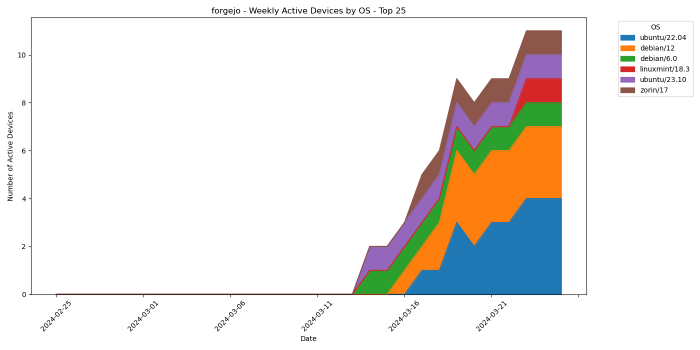 forgejo - Weekly Active Devices by OS - Top 25
OS
ubuntu/22.04
debian/12
debian/6.0
linuxmint/18.3
ubuntu/23.10
zorin/17
Number of Active Devices
10
8
6
4
2
0
2024-02-25
2024-03-01
2024-03-06
2024-03-11
2024-03-16
2024-03-21
Date